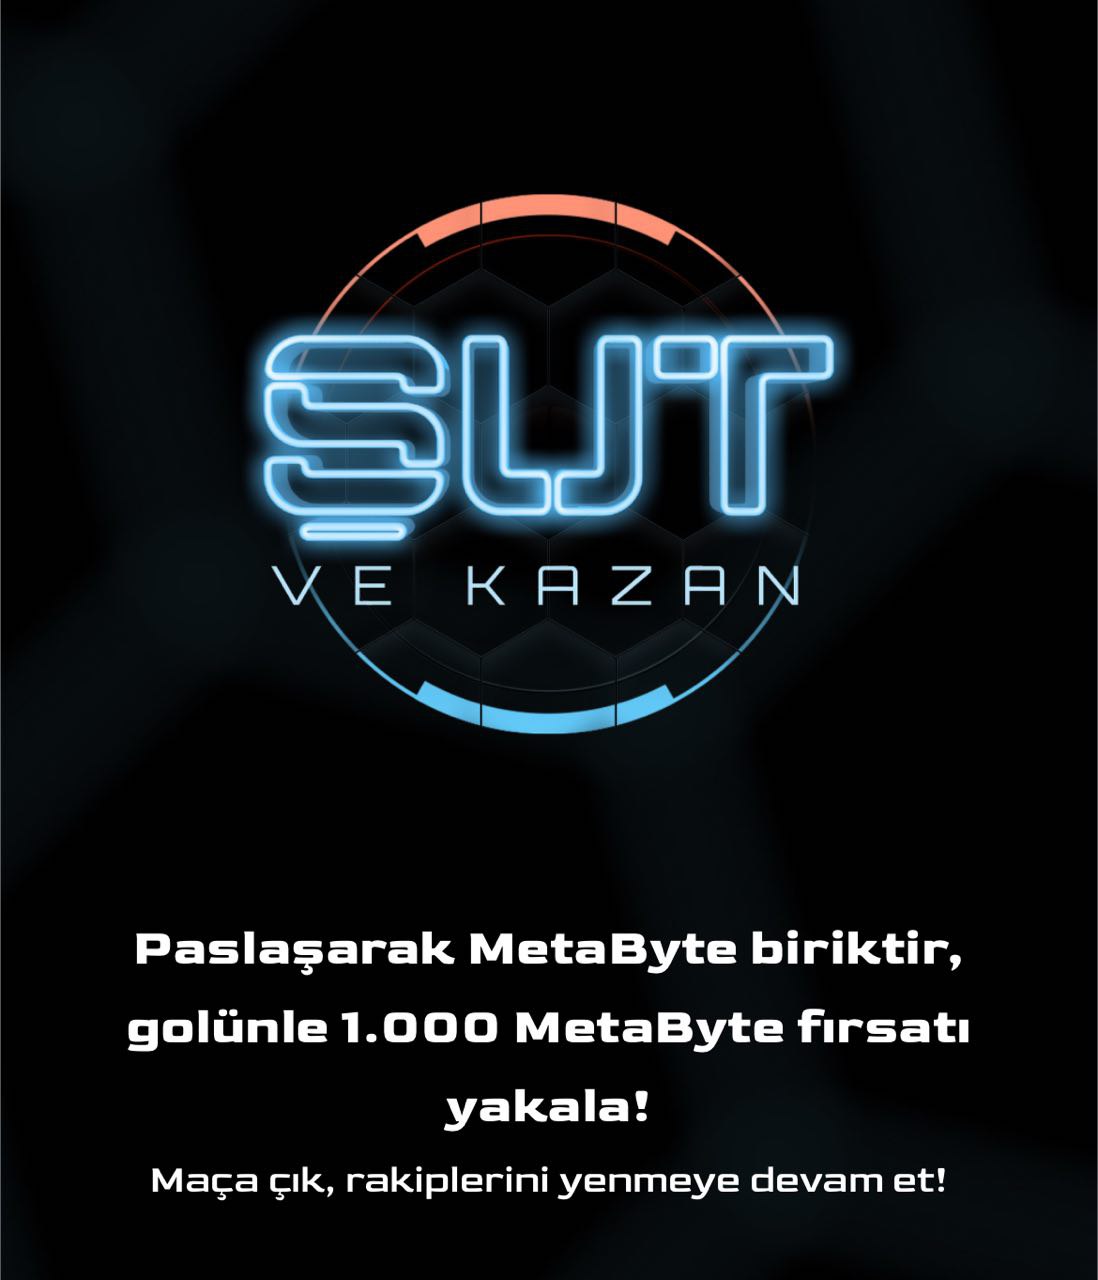 ŞUT
VE KAZAN
Paslaşarak MetaByte biriktir,
golünle 1.000 MetaByte fırsatı
yakala!
Maça çık, rakiplerini yenmeye devam et!